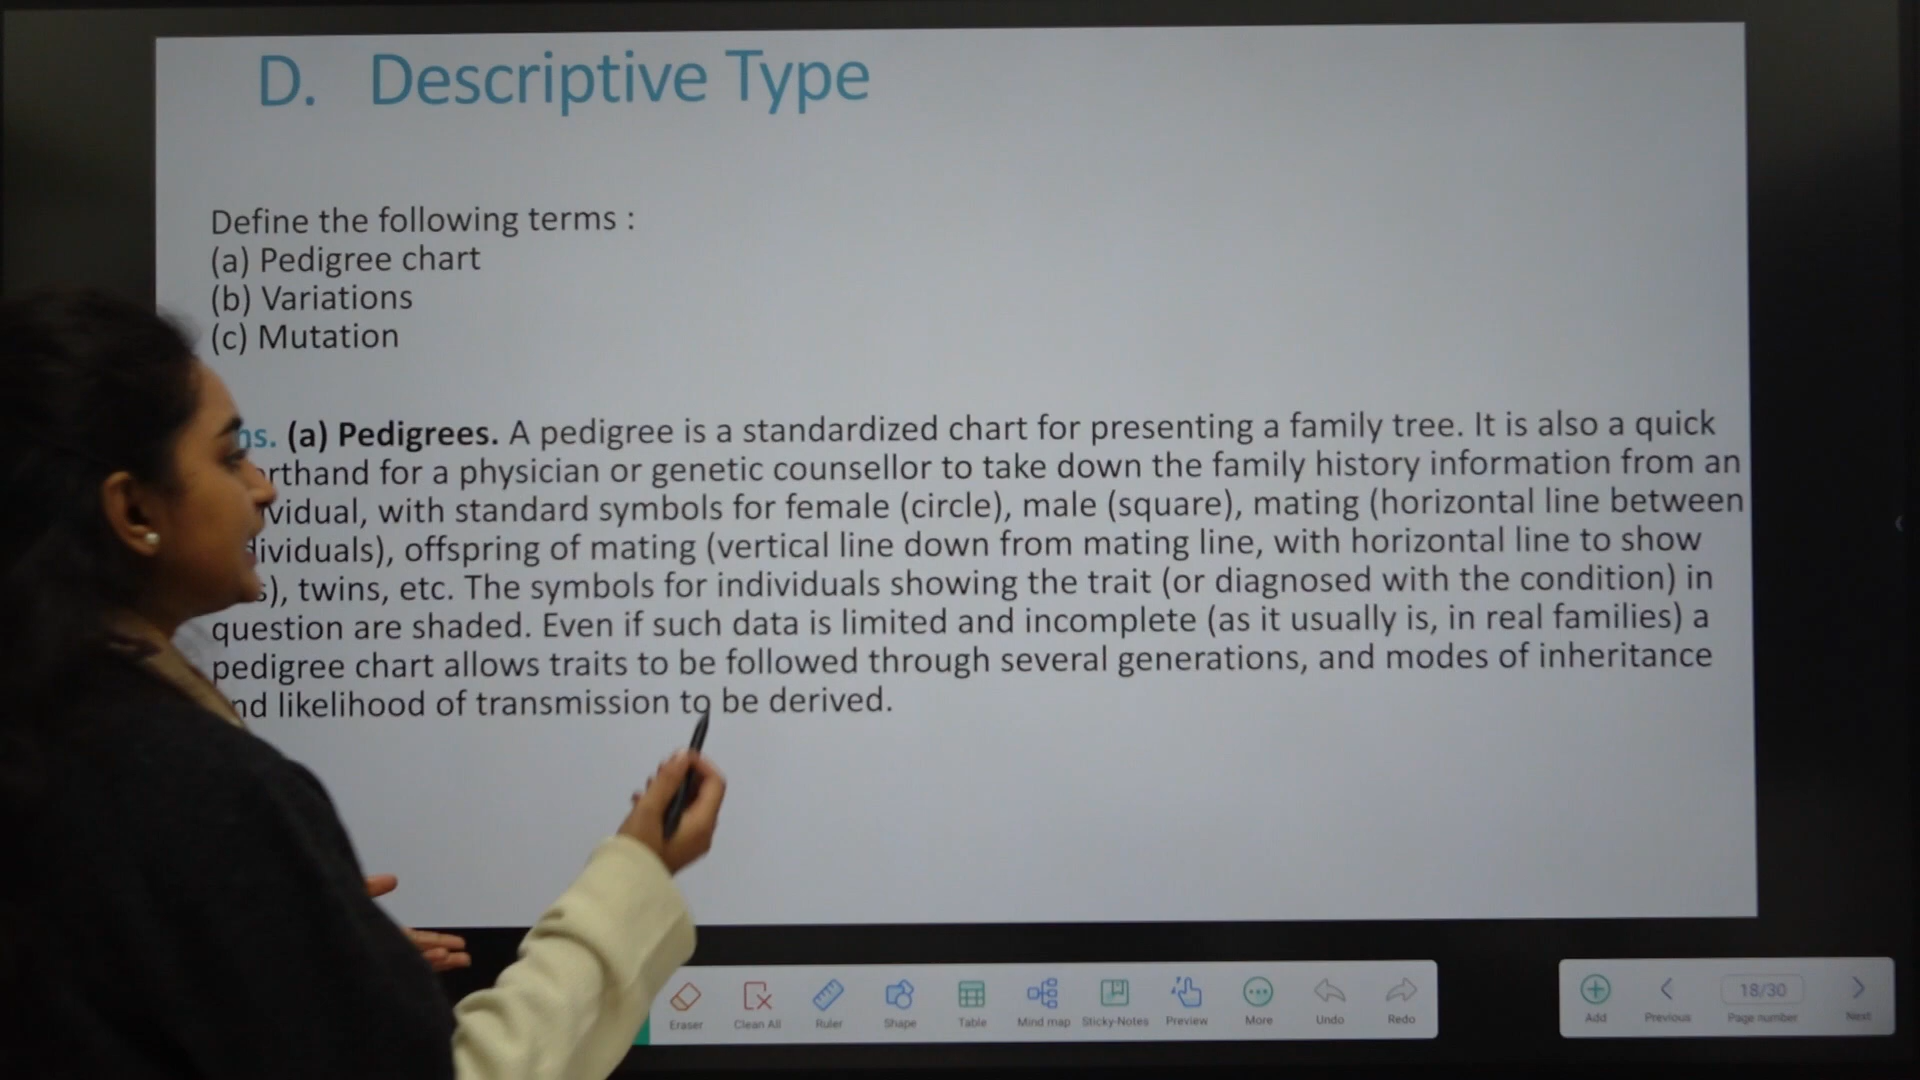 D. Descriptive Type
Define the following terms :
(a) Pedigree chart
(b) Variations
(c) Mutation
(a) Pedigrees. A pedigree is a standardized chart for presenting a family tree. It is also a quick
for a physician or genetic counsellor to take down the family history information from an
with standard symbols for female (circle), male (square), mating (horizontal line between
offspring of mating (vertical line down from mating line, with horizontal line to show
twins, etc. The symbols for individuals showing the trait (or diagnosed with the condition) in
question are shaded. Even if such data is limited and incomplete (as it usually is, in real families) a
pedigree chart allows traits to be followed through several generations, and modes of inheritance
likelihood of transmission to be derived.
Eraser Clean All Ruler Shape Table Mind map Sticky-Notes Preview More Undo Redo
Add Previous 18/30 Page number Next